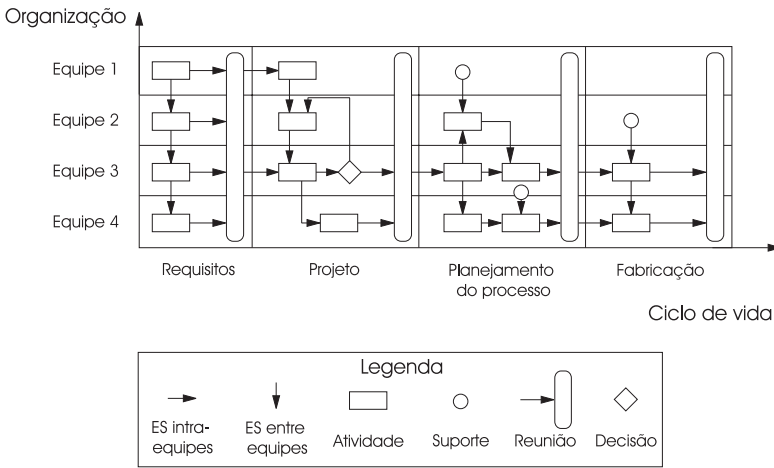 Organização
Equipe 1
Equipe 2
Equipe 3
Equipe 4
Requisitos
Projeto
Planejamento
do processo
Fabricação
Ciclo de vida
Legenda
ES intra-
equipes
ES entre
equipes
Atividade
Suporte
Reunião
Decisão